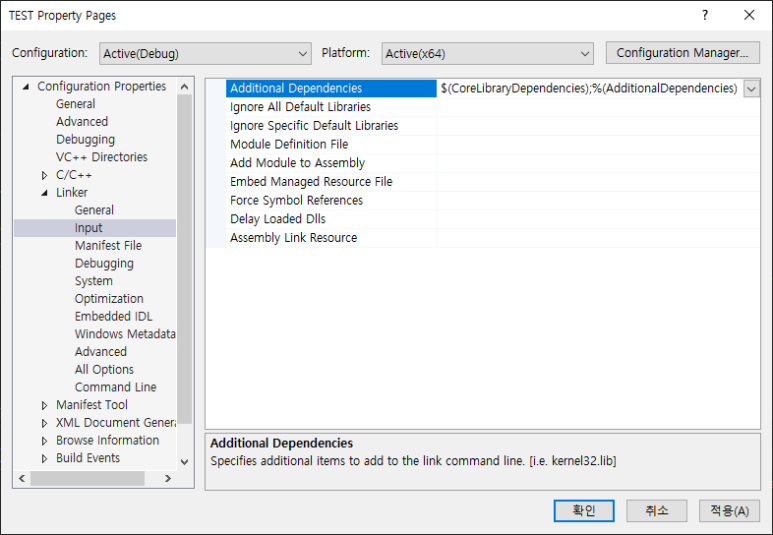 TEST Property Pages
?
Configuration: Active(Debug) Platform: Active(x64) Configuration Manager...
Configuration Properties
General
Advanced
Debugging
VC++ Directories
C/C++
Linker
General
Input
Manifest File
Debugging
System
Optimization
Embedded IDL
Windows Metadata
Advanced
All Options
Command Line
Manifest Tool
XML Document Gener
Browse Information
Build Events
Additional Dependencies $(CoreLibraryDependencies);%(AdditionalDependencies)
Ignore All Default Libraries
Ignore Specific Default Libraries
Module Definition File
Add Module to Assembly
Embed Managed Resource File
Force Symbol References
Delay Loaded Dlls
Assembly Link Resource
Additional Dependencies
Specifies additional items to add to the link command line. [i.e. kernel32.lib]
확인 취소 적용(A)